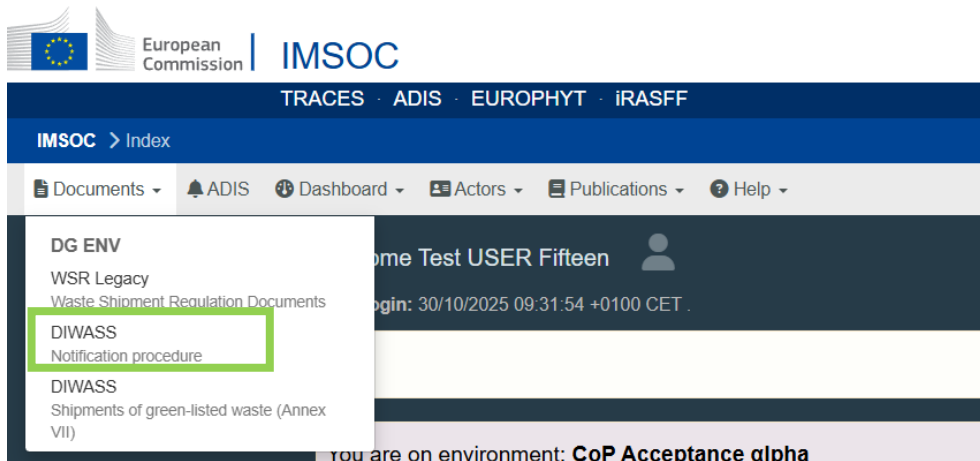 European
Commission
IMSOC
TRACES · ADIS · EUROPHYT · iRASFF
IMSOC > Index
Documents ADIS Dashboard Actors Publications Help
DG ENV
WSR Legacy
Waste Shipment Regulation Documents
DIWASS
Notification procedure
DIWASS
Shipments of green-listed waste (Annex
VII)
ome Test USER Fifteen
ogin: 30/10/2025 09:31:54 +0100 CET .
You are on environment: CoP Acceptance alpha